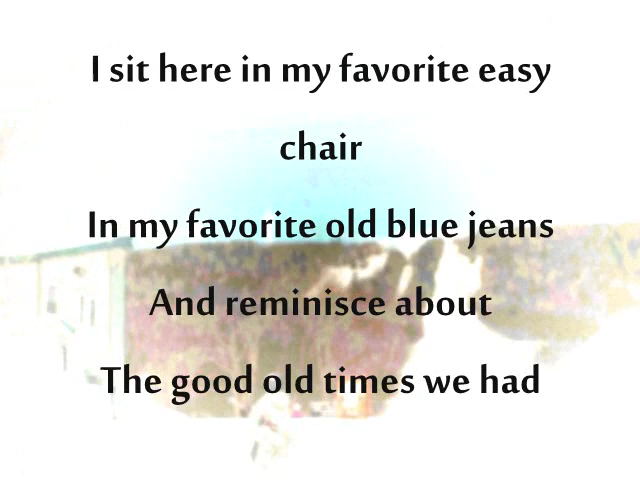 I sit here in my favorite easy
chair
In my favorite old blue jeans
And reminisce about
The good old times we had